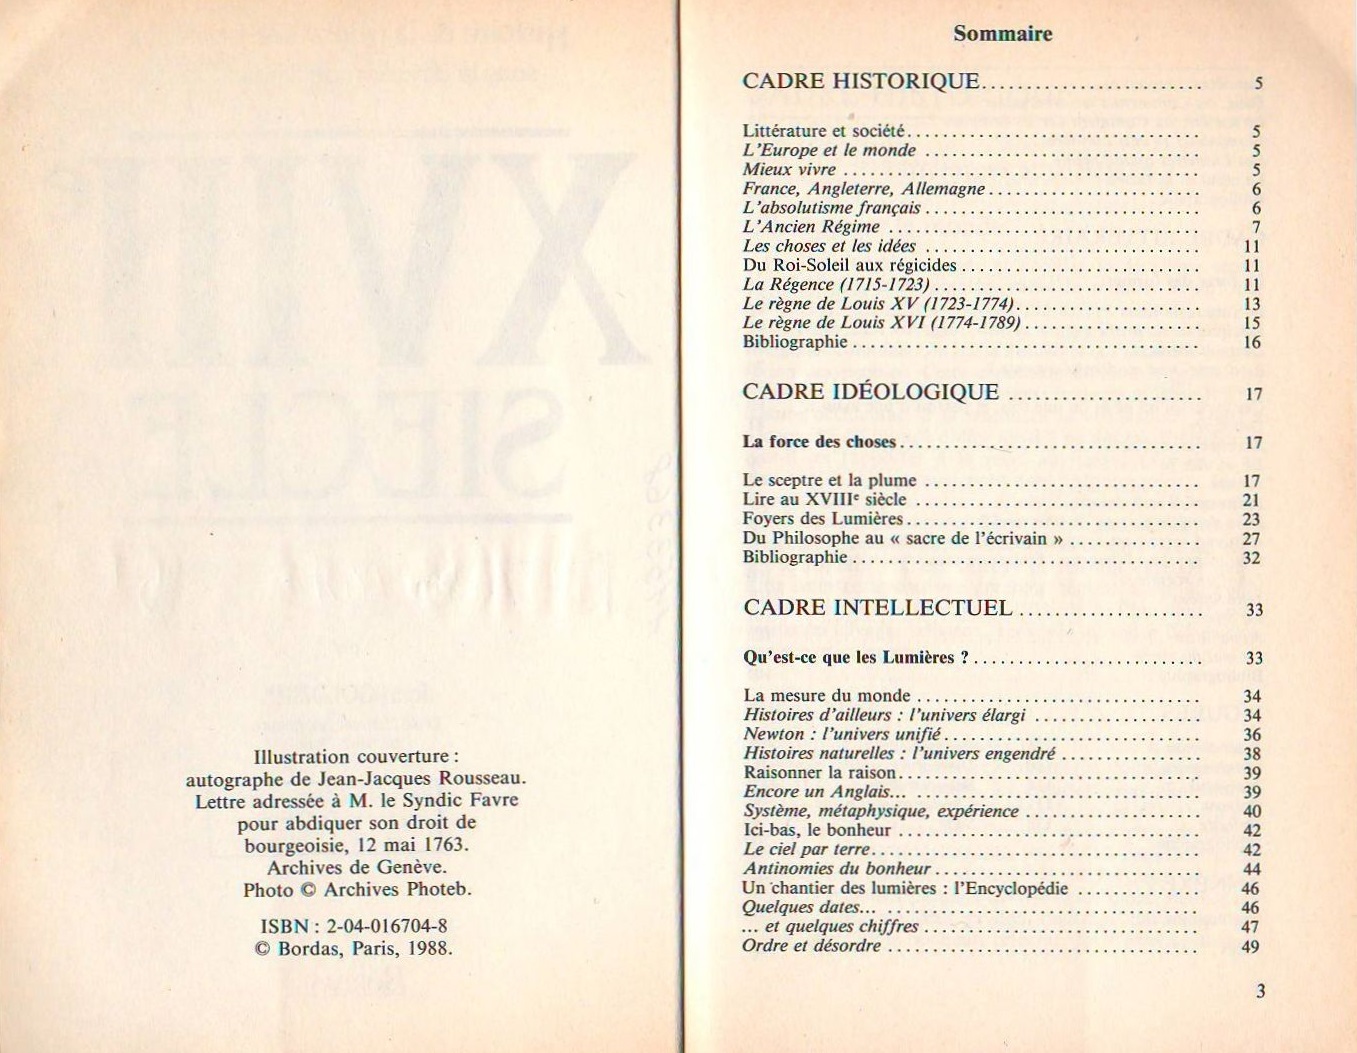 Illustration couverture :
autographe de Jean-Jacques Rousseau.
Lettre adressée à M. le Syndic Favre
pour abdiquer son droit de
bourgeoisie, 12 mai 1763.
Archives de Genève.
Photo © Archives Photeb.
ISBN : 2-04-016704-8
© Bordas, Paris, 1988.
Sommaire
CADRE HISTORIQUE........................ 5
Littérature et société................................ 5
L'Europe et le monde ............................... 5
Mieux vivre ........................................ 5
France, Angleterre, Allemagne........................ 6
L'absolutisme français ............................... 6
L'Ancien Régime ................................... 7
Les choses et les idées ............................... 11
Du Roi-Soleil aux régicides ........................... 11
La Régence (1715-1723) .............................. 11
Le règne de Louis XV (1723-1774)..................... 13
Le règne de Louis XVI (1774-1789) .................... 15
Bibliographie ....................................... 16
CADRE IDÉOLOGIQUE ...................... 17
La force des choses.................................. 17
Le sceptre et la plume ............................... 17
Lire au XVIIIe siècle ................................ 21
Foyers des Lumières................................. 23
Du Philosophe au « sacre de l'écrivain » ............... 27
Bibliographie ....................................... 32
CADRE INTELLECTUEL ..................... 33
Qu'est-ce que les Lumières ? .......................... 33
La mesure du monde ................................ 34
Histoires d'ailleurs : l'univers élargi ................... 34
Newton : l'univers unifié............................. 36
Histoires naturelles : l'univers engendré ................ 38
Raisonner la raison.................................. 39
Encore un Anglais... ................................ 39
Système, métaphysique, expérience .................... 40
Ici-bas, le bonheur .................................. 42
Le ciel par terre..................................... 42
Antinomies du bonheur .............................. 44
Un chantier des lumières : l'Encyclopédie .............. 46
Quelques dates... ................................... 46
... et quelques chiffres ............................... 47
Ordre et désordre ................................... 49
3